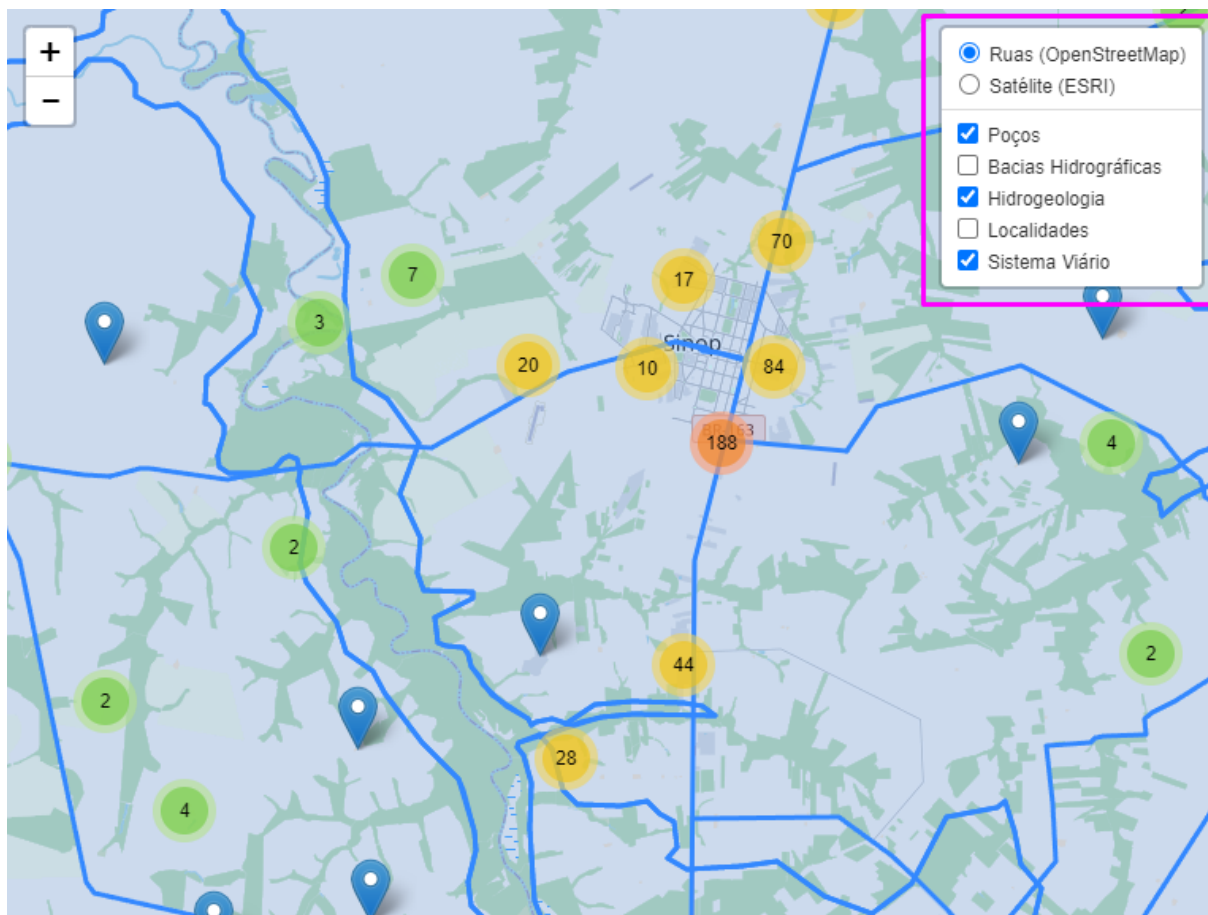 +
−
Ruas (OpenStreetMap)
Satélite (ESRI)
Poços
Bacias Hidrográficas
Hidrogeologia
Localidades
Sistema Viário
70
17
7
3
Sinop
20
10
84
188
4
2
44
2
2
28
4